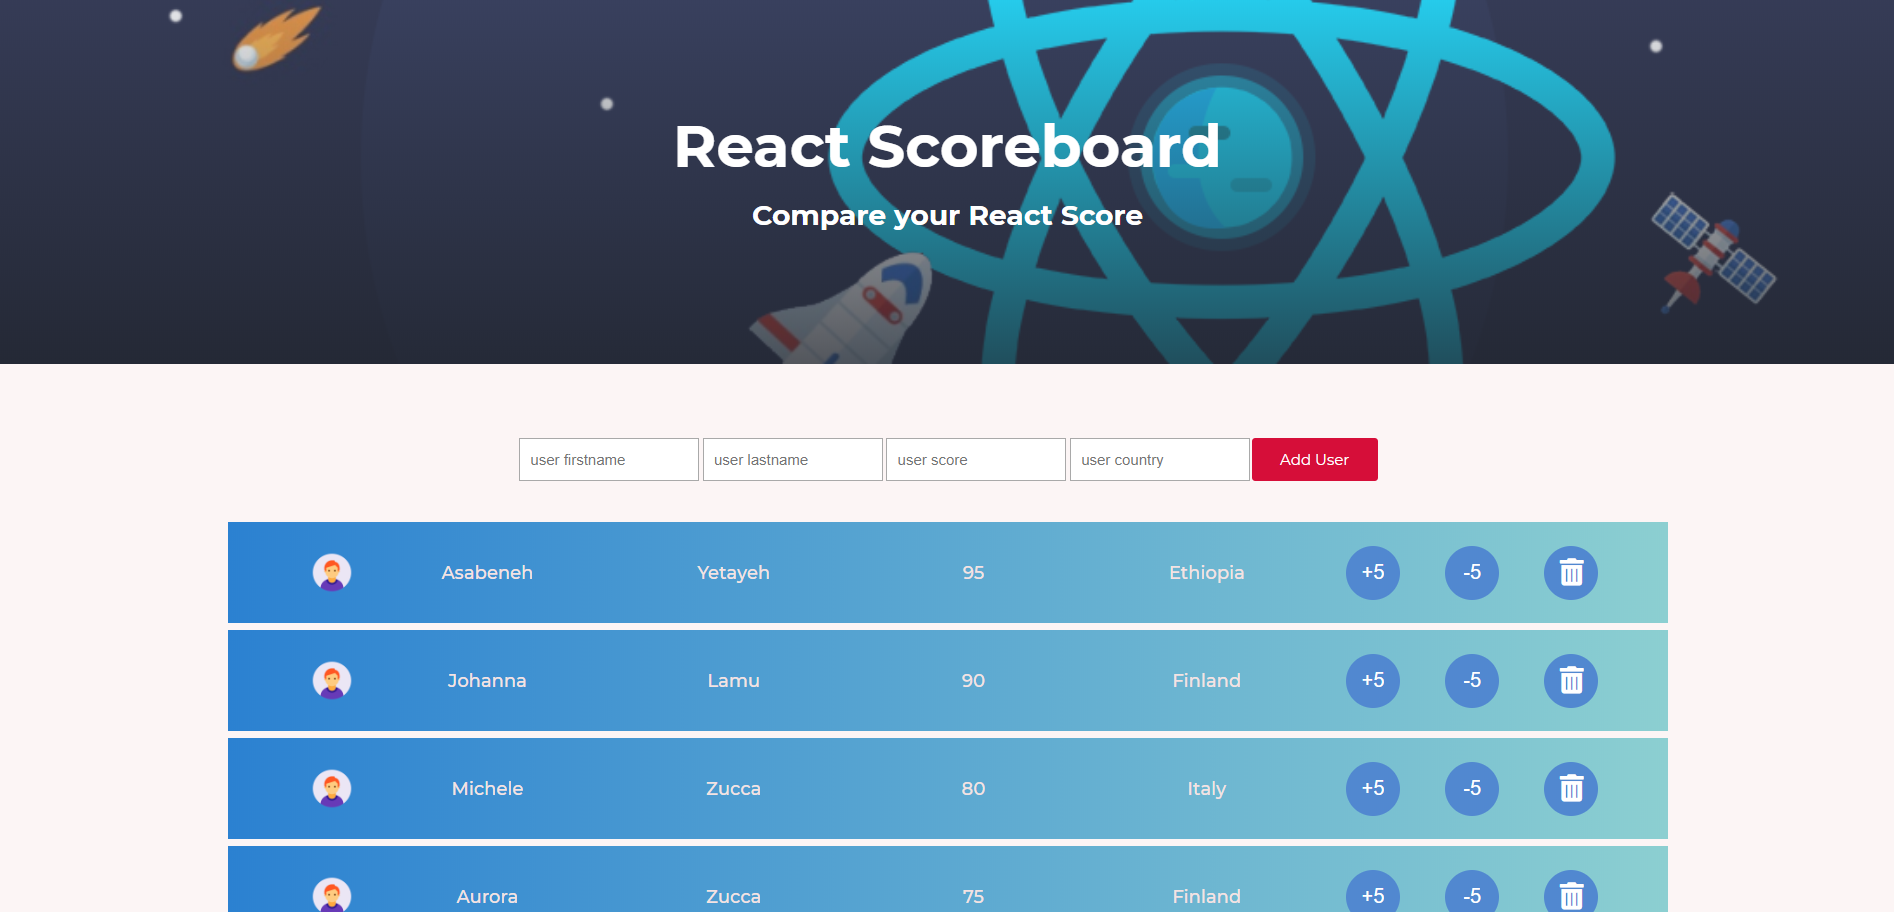 React Scoreboard
Compare your React Score
user firstname user lastname user score user country Add User
Asabeneh Yetayeh 95 Ethiopia +5 -5
Johanna Lamu 90 Finland +5 -5
Michele Zucca 80 Italy +5 -5
Aurora Zucca 75 Finland +5 -5